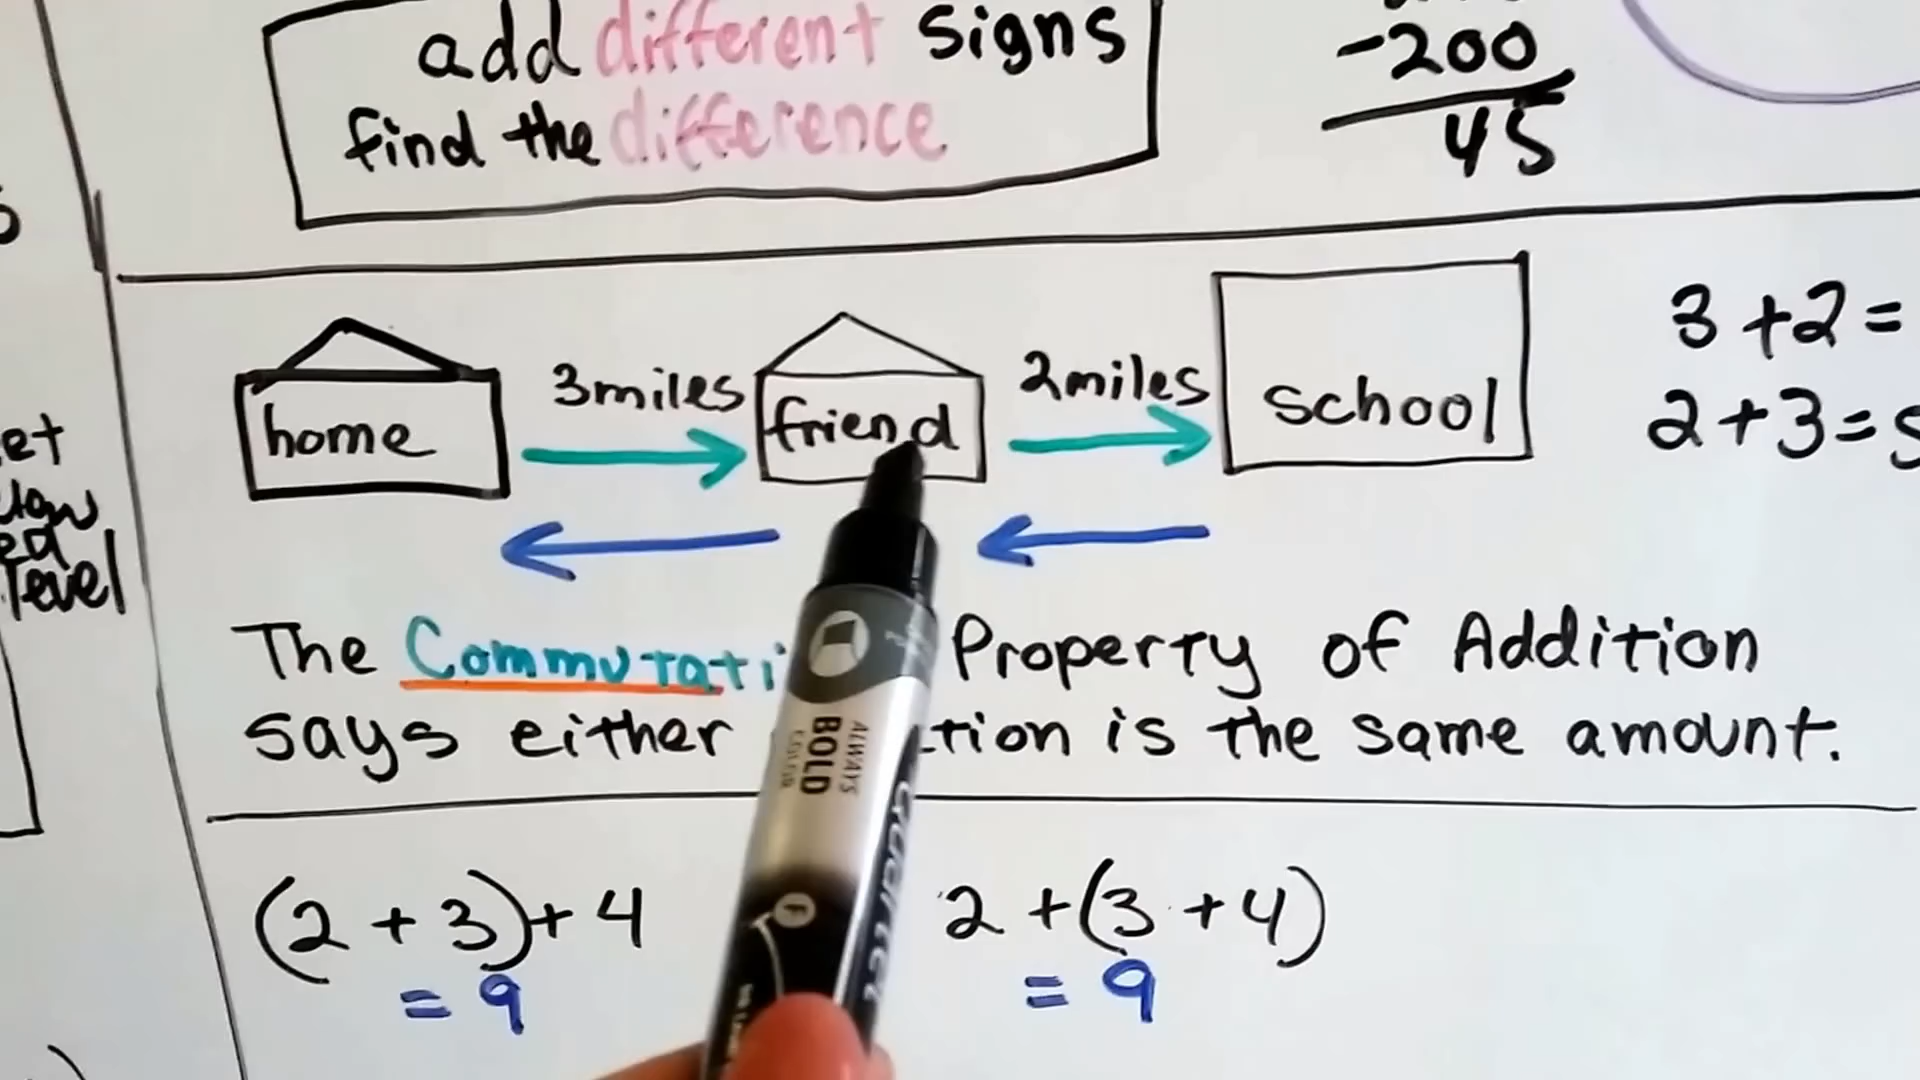 add different signs
find the difference
-200
45
home
3miles
friend
2miles
school
3+2=
2+3=
et
level
The Commutati Property of Addition
says either tion is the same amount.
ALWAYS
BOLD
(2+3)+4
=9
2+(3+4)
=9